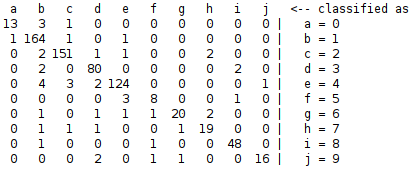 a b c d e f g h i j <-- classified as
13 3 1 0 0 0 0 0 0 0 | a = 0
1 164 1 0 1 0 0 0 0 0 | b = 1
0 2 151 1 1 0 0 2 0 0 | c = 2
0 2 0 80 0 0 0 0 2 0 | d = 3
0 4 3 2 124 0 0 0 0 1 | e = 4
0 0 0 0 3 8 0 0 1 0 | f = 5
0 1 0 1 1 1 20 2 0 0 | g = 6
0 1 1 1 0 0 1 19 0 0 | h = 7
0 1 0 0 0 0 0 0 48 0 | i = 8
0 0 0 2 0 1 1 0 0 16 | j = 9